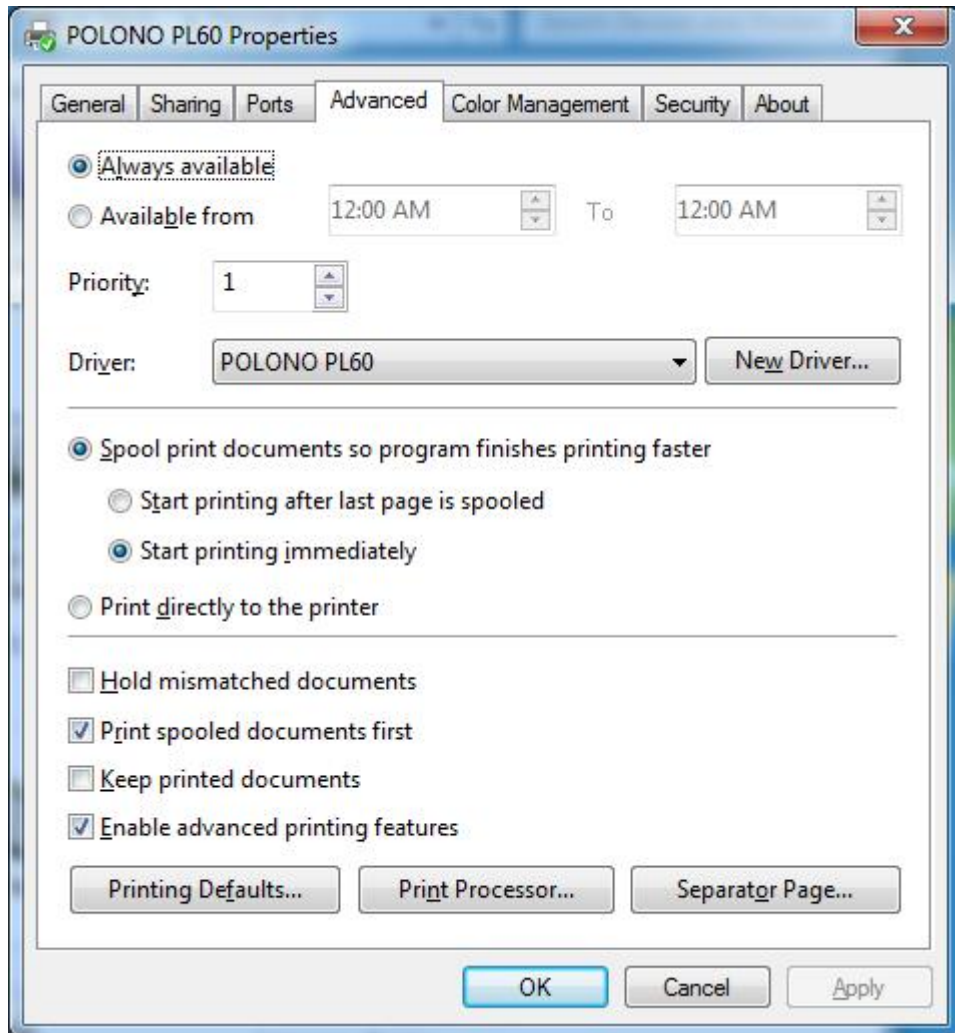 POLONO PL60 Properties
General Sharing Ports Advanced Color Management Security About
Always available
Available from 12:00 AM To 12:00 AM
Priority: 1
Driver: POLONO PL60 New Driver...
Spool print documents so program finishes printing faster
Start printing after last page is spooled
Start printing immediately
Print directly to the printer
Hold mismatched documents
Print spooled documents first
Keep printed documents
Enable advanced printing features
Printing Defaults... Print Processor... Separator Page...
OK Cancel Apply